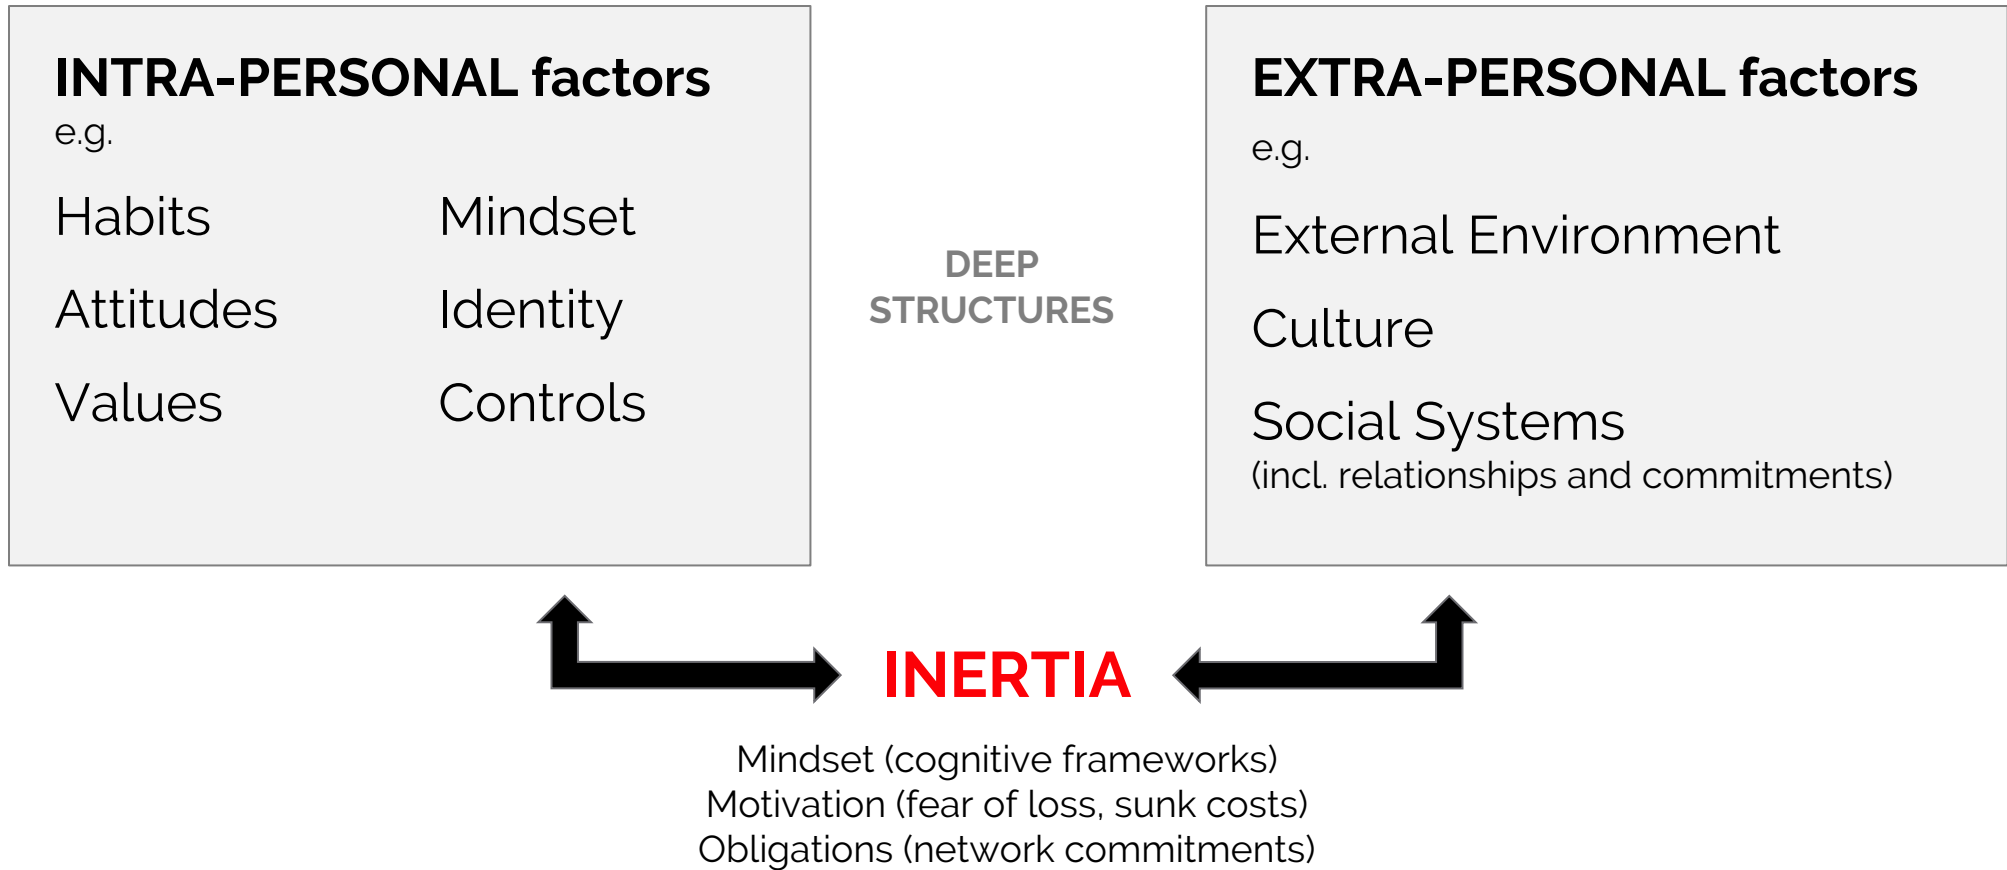 INTRA-PERSONAL factors
e.g.
Habits
Mindset
Attitudes
Identity
Values
Controls
DEEP
STRUCTURES
EXTRA-PERSONAL factors
e.g.
External Environment
Culture
Social Systems
(incl. relationships and commitments)
INERTIA
Mindset (cognitive frameworks)
Motivation (fear of loss, sunk costs)
Obligations (network commitments)